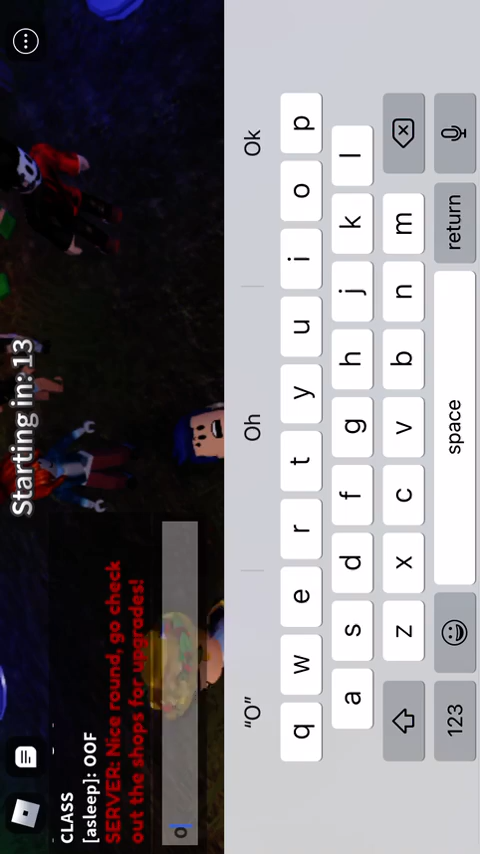 Starting in: 13
CLASS
[asleep]: OOF
SERVER: Nice round, go check
out the shops for upgrades!
o
“O” Oh Ok
q w e r t y u i o p
a s d f g h j k l
z x c v b n m
123 space return